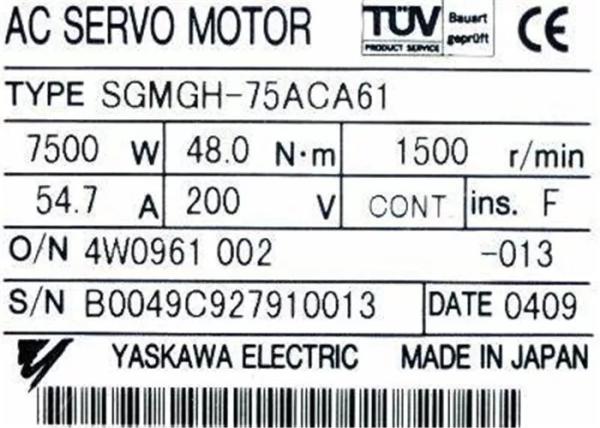 AC SERVO MOTOR TÜV PRODUCT SERVICE Bauart geprüft CE
TYPE SGMGH-75ACA61
7500 W 48.0 N·m 1500 r/min
54.7 A 200 V CONT. ins. F
O/N 4W0961 002 -013
S/N B0049C927910013 DATE 0409
YASKAWA ELECTRIC MADE IN JAPAN